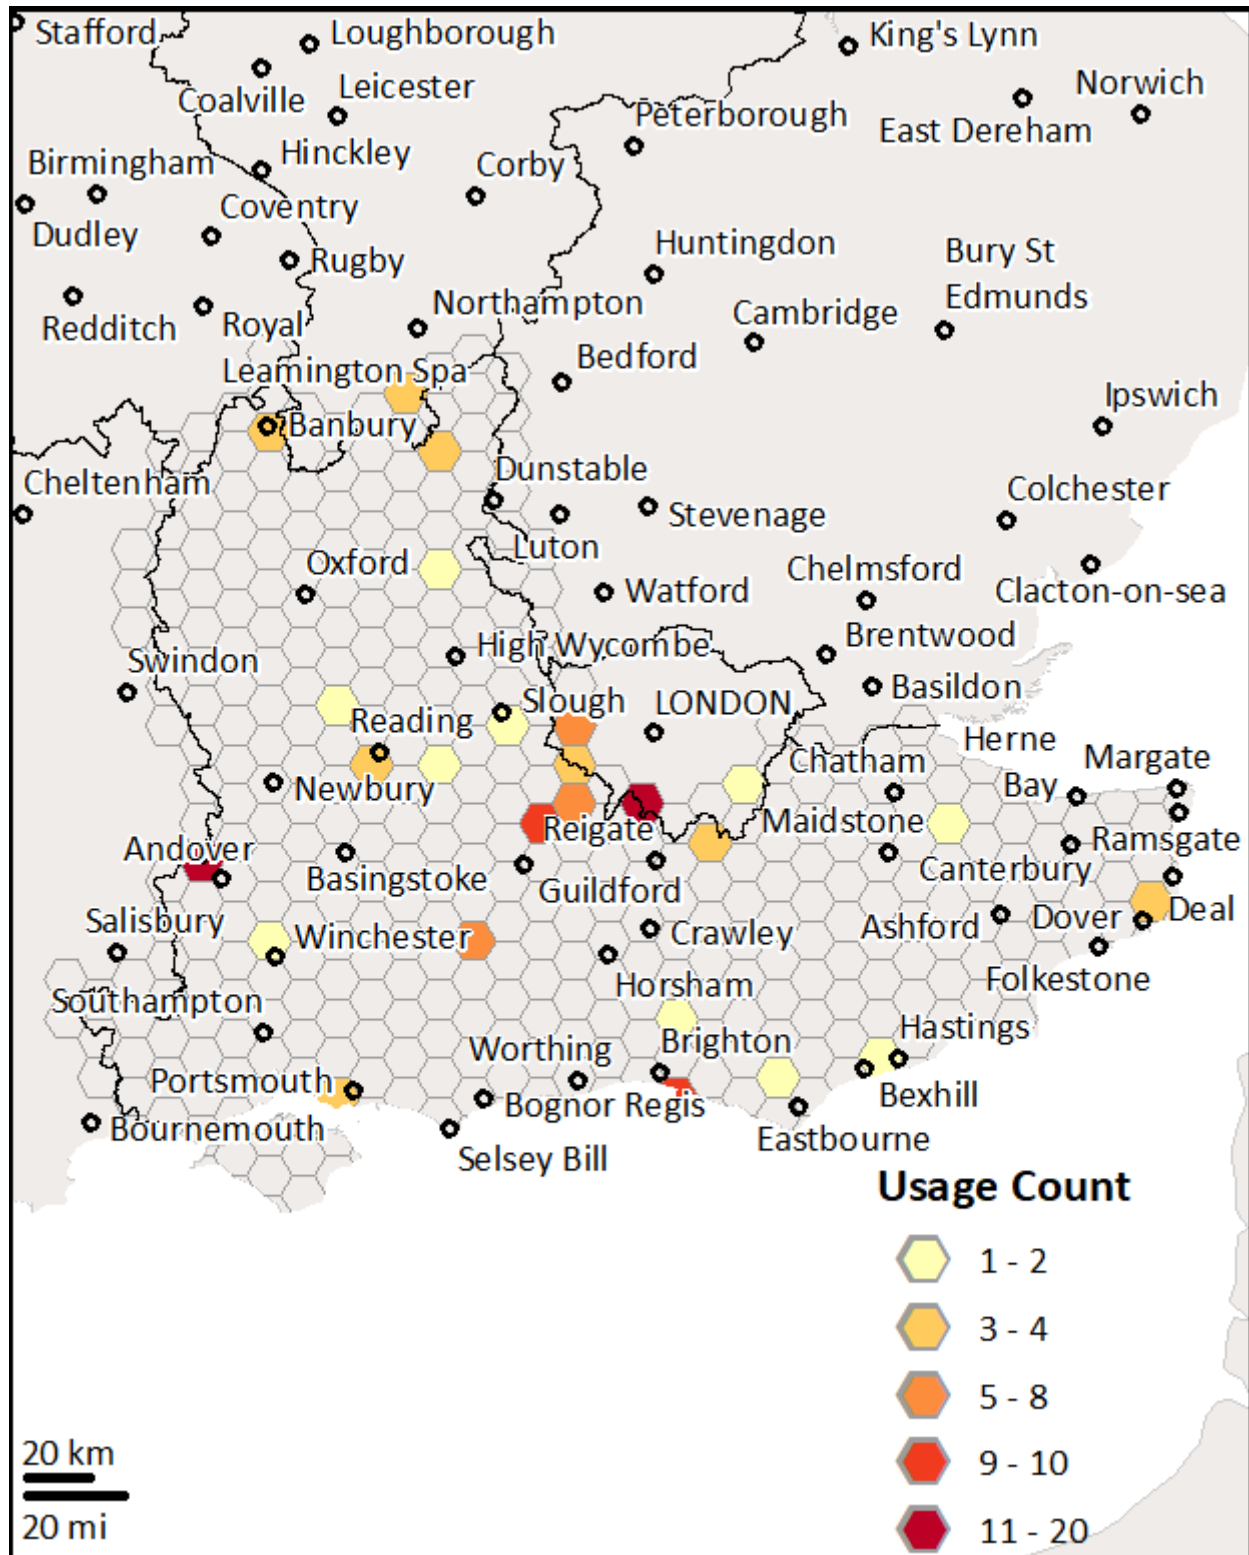 Stafford
Loughborough
King's Lynn
Coalville
Leicester
Norwich
Peterborough
East Dereham
Birmingham
Hinckley
Corby
Dudley
Coventry
Rugby
Huntingdon
Bury St
Edmunds
Redditch
Royal
Leamington Spa
Northampton
Cambridge
Bedford
Ipswich
Banbury
Cheltenham
Dunstable
Colchester
Stevenage
Luton
Oxford
Chelmsford
Clacton-on-sea
Watford
Brentwood
High Wycombe
Swindon
Slough
LONDON
Basildon
Reading
Herne
Bay
Margate
Chatham
Newbury
Reigate
Maidstone
Ramsgate
Andover
Basingstoke
Guildford
Canterbury
Salisbury
Winchester
Crawley
Ashford
Dover
Deal
Folkestone
Southampton
Horsham
Hastings
Worthing
Brighton
Portsmouth
Bognor Regis
Bexhill
Bournemouth
Eastbourne
Selsey Bill
Usage Count
1 - 2
3 - 4
5 - 8
9 - 10
11 - 20
20 km
20 mi